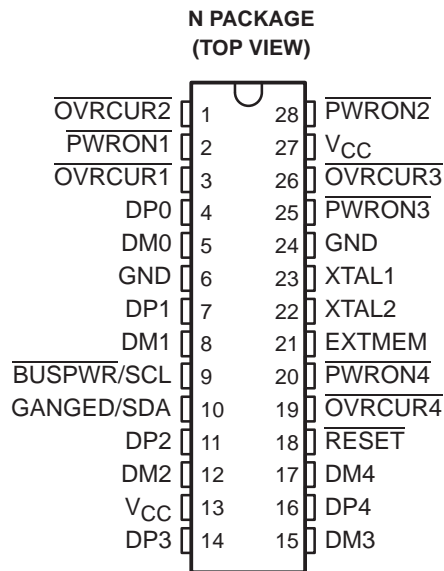 N PACKAGE
(TOP VIEW)
OVRCUR2 1 28 PWRON2
PWRON1 2 27 VCC
OVRCUR1 3 26 OVRCUR3
DP0 4 25 PWRON3
DM0 5 24 GND
GND 6 23 XTAL1
DP1 7 22 XTAL2
DM1 8 21 EXTMEM
BUSPWR/SCL 9 20 PWRON4
GANGED/SDA 10 19 OVRCUR4
DP2 11 18 RESET
DM2 12 17 DM4
VCC 13 16 DP4
DP3 14 15 DM3